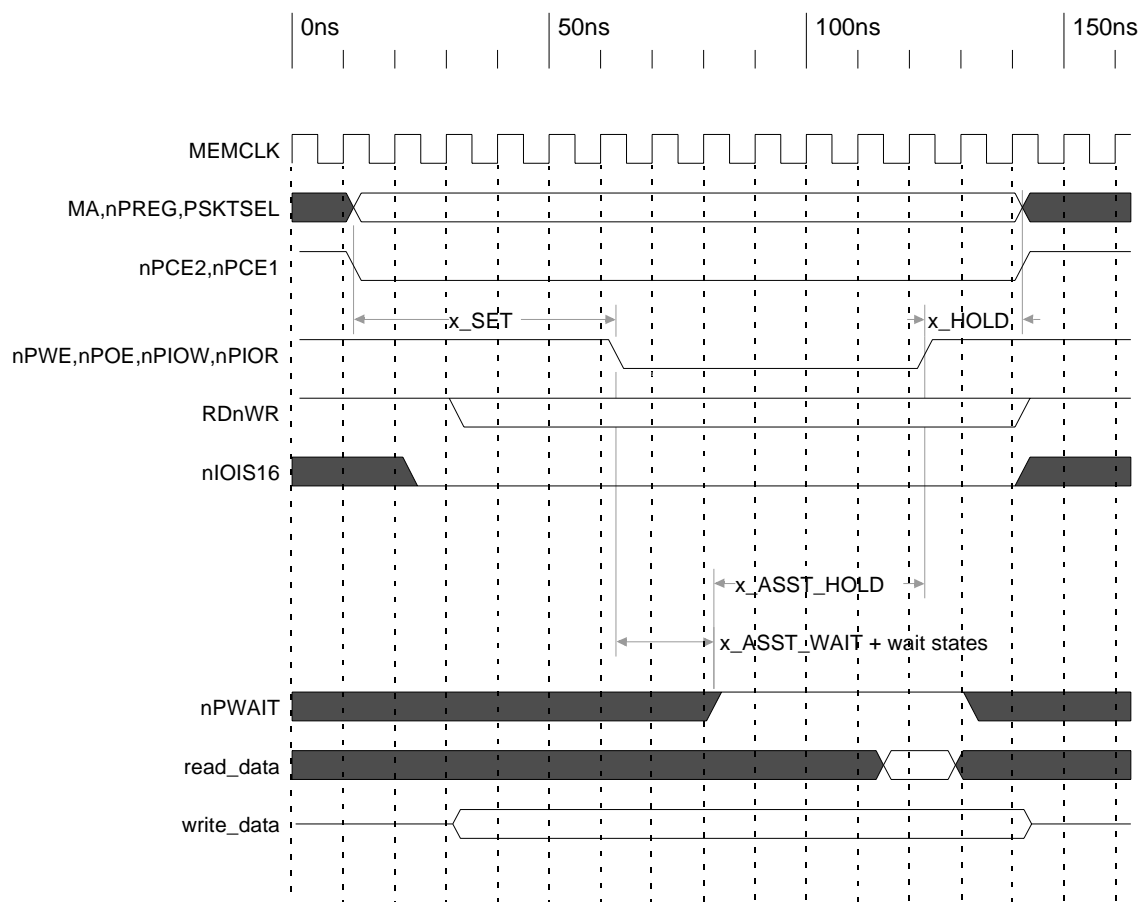 0ns 50ns 100ns 150ns
MEMCLK
MA,nPREG,PSKTSEL
nPCE2,nPCE1
x_SET x_HOLD
nPWE,nPOE,nPIOW,nPIOR
RDnWR
nIOIS16
x_ASST_HOLD
x_ASST_WAIT + wait states
nPWAIT
read_data
write_data